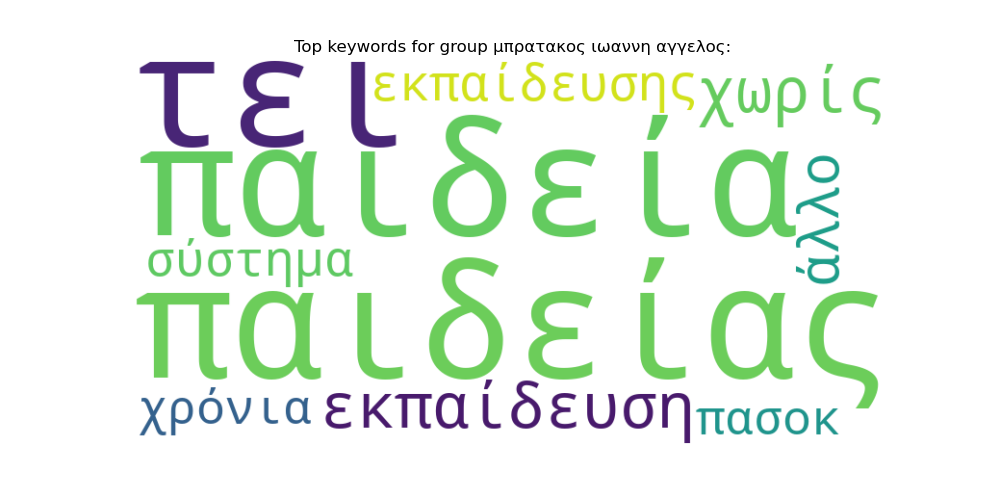 Top keywords for group μπρατακος ιωαννη αγγελος:
τει
εκπαίδευσης
χωρίς
παιδεία
άλλο
σύστημα
παιδείας
χρόνια
εκπαίδευση
πασοκ